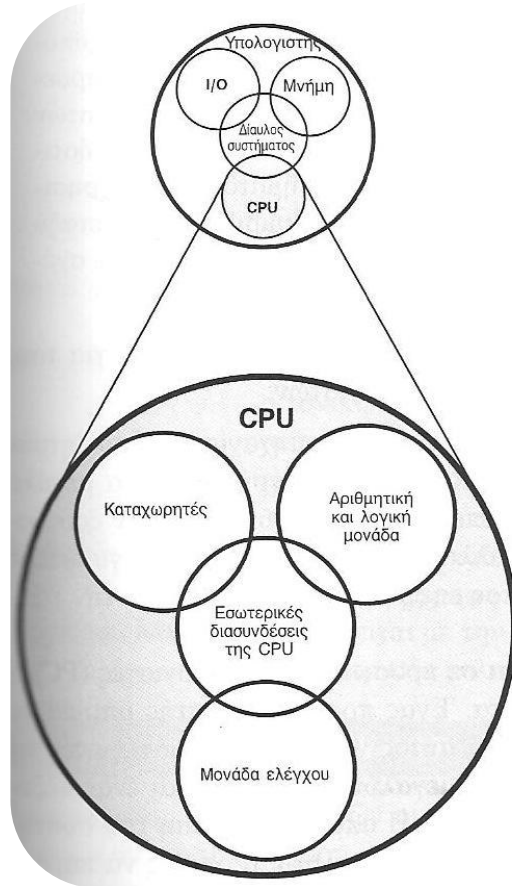 Υπολογιστής
I/O
Μνήμη
Δίαυλος
συστήματος
CPU
CPU
Καταχωρητές
Αριθμητική
και λογική
μονάδα
Εσωτερικές
διασυνδέσεις
της CPU
Μονάδα ελέγχου